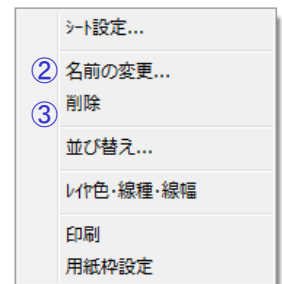 ｼｰﾄ設定...
② 名前の変更...
③ 削除
並び替え...
ﾚｲﾔ色･線種･線幅
印刷
用紙枠設定